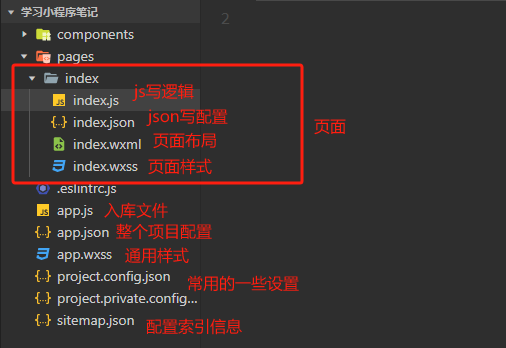 学习小程序笔记
2
components
pages
index
index.js js写逻辑
index.json json写配置
index.wxml 页面布局
index.wxss 页面样式
页面
.eslintrc.js
app.js 入库文件
app.json 整个项目配置
app.wxss 通用样式
project.config.json 常用的一些设置
project.private.config...
sitemap.json 配置索引信息